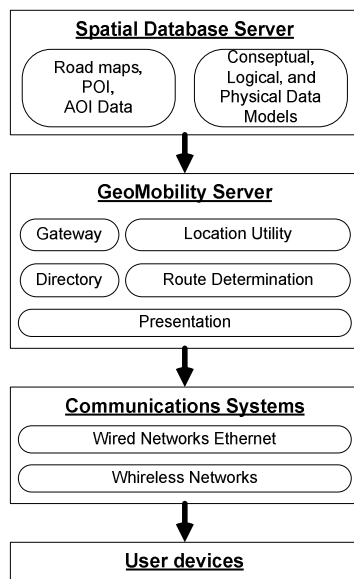 Spatial Database Server
Road maps,
POI,
AOI Data
Conseptual,
Logical, and
Physical Data
Models
GeoMobility Server
Gateway
Location Utility
Directory
Route Determination
Presentation
Communications Systems
Wired Networks Ethernet
Whireless Networks
User devices